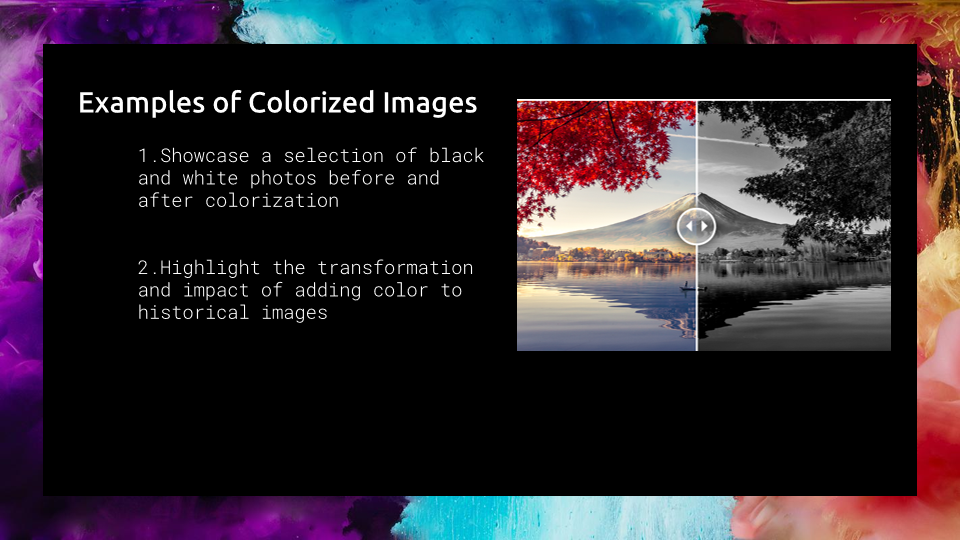 Examples of Colorized Images
1.Showcase a selection of black
and white photos before and
after colorization
2.Highlight the transformation
and impact of adding color to
historical images